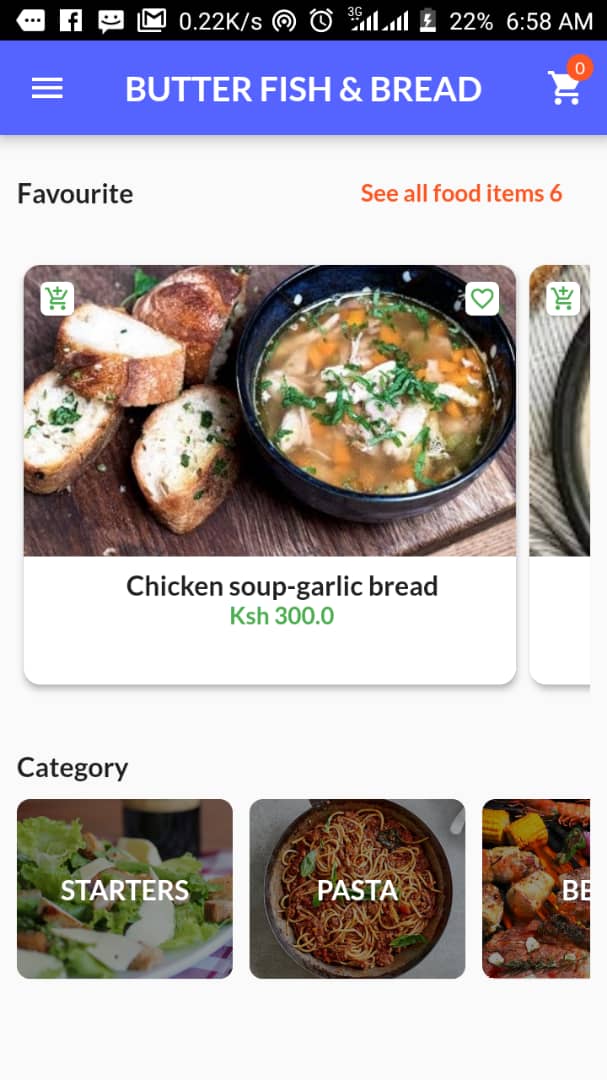 0.22K/s 3G 22% 6:58 AM
BUTTER FISH & BREAD
0
Favourite
See all food items 6
Chicken soup-garlic bread
Ksh 300.0
Category
STARTERS
PASTA
BE